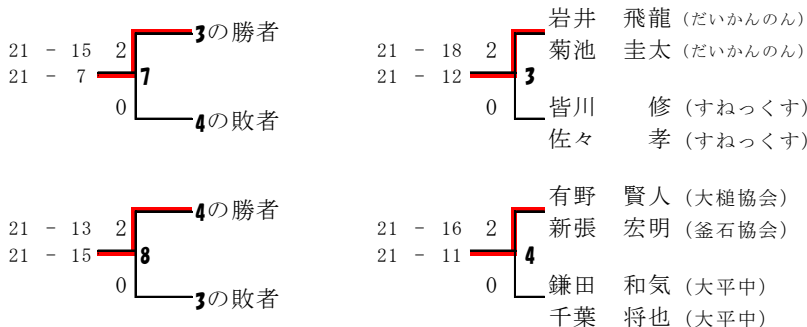 3の勝者
21 - 15 2
21 - 7 7
0
4の敗者
岩井 飛龍 (だいかんのん)
21 - 18 2 菊池 圭太 (だいかんのん)
21 - 12 3
0 皆川 修 (すねっくす)
佐々 孝 (すねっくす)
4の勝者
21 - 13 2
21 - 15 8
0
3の敗者
有野 賢人 (大槌協会)
21 - 16 2 新張 宏明 (釜石協会)
21 - 11 4
0 鎌田 和気 (大平中)
千葉 将也 (大平中)